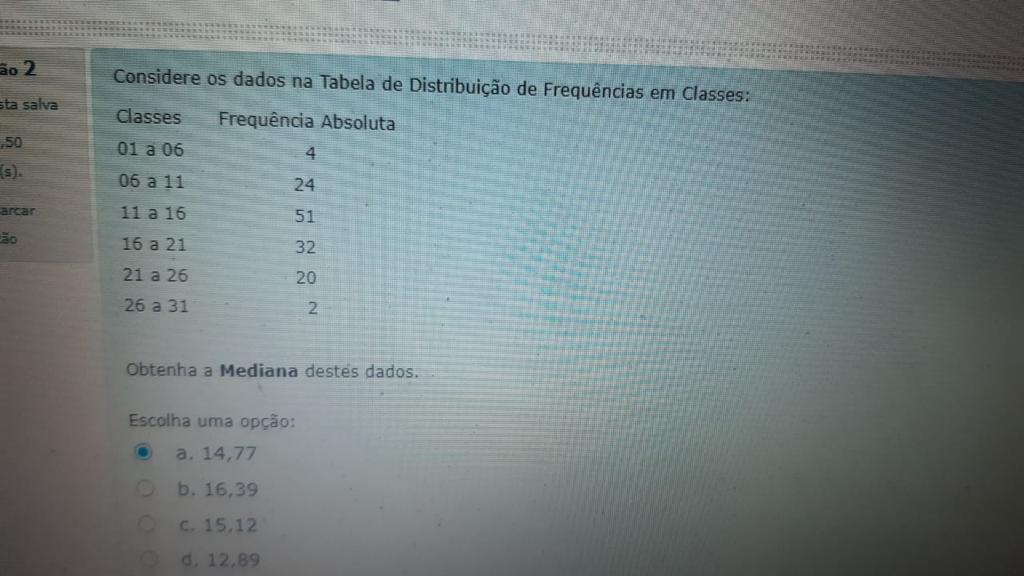 ão 2
sta salva
,50
(s).
arcar
ão
Considere os dados na Tabela de Distribuição de Frequências em Classes:
Classes Frequência Absoluta
01 a 06 4
06 a 11 24
11 a 16 51
16 a 21 32
21 a 26 20
26 a 31 2
Obtenha a Mediana destes dados.
Escolha uma opção:
a. 14,77
b. 16,39
c. 15,12
d. 12,89